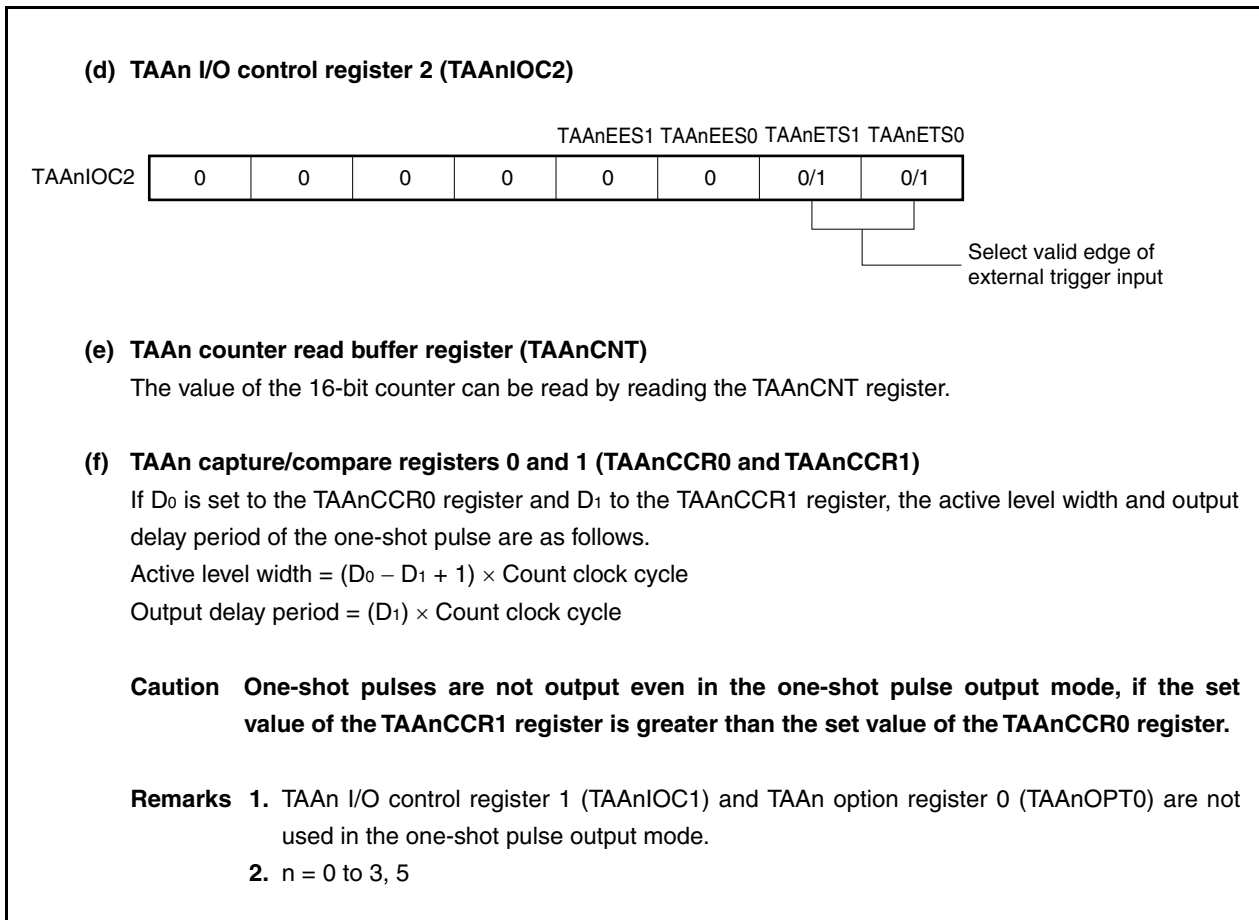 (d) TAAn I/O control register 2 (TAAnIOC2)
TAAnEES1 TAAnEES0 TAAnETS1 TAAnETS0
TAAnIOC2 0 0 0 0 0 0 0/1 0/1
Select valid edge of
external trigger input
(e) TAAn counter read buffer register (TAAnCNT)
The value of the 16-bit counter can be read by reading the TAAnCNT register.
(f) TAAn capture/compare registers 0 and 1 (TAAnCCR0 and TAAnCCR1)
If D0 is set to the TAAnCCR0 register and D1 to the TAAnCCR1 register, the active level width and output
delay period of the one-shot pulse are as follows.
Active level width = (D0 − D1 + 1) × Count clock cycle
Output delay period = (D1) × Count clock cycle
Caution One-shot pulses are not output even in the one-shot pulse output mode, if the set
value of the TAAnCCR1 register is greater than the set value of the TAAnCCR0 register.
Remarks 1. TAAn I/O control register 1 (TAAnIOC1) and TAAn option register 0 (TAAnOPT0) are not
used in the one-shot pulse output mode.
2. n = 0 to 3, 5